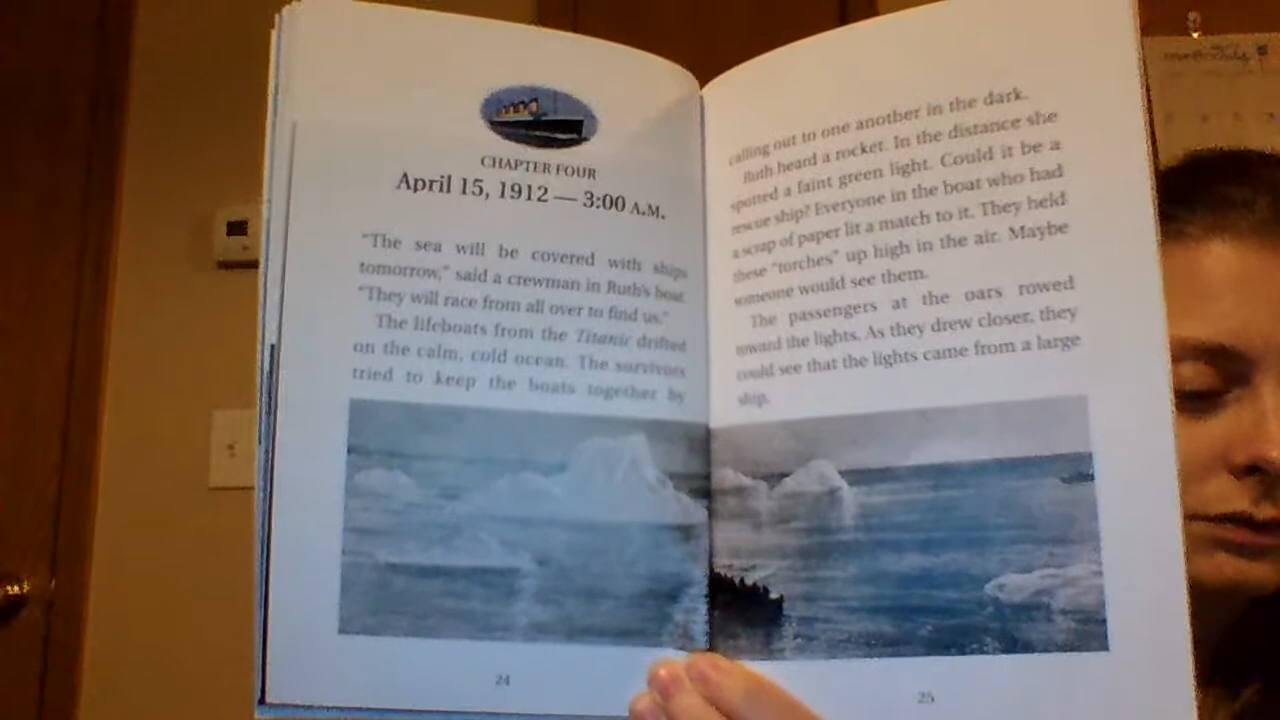 CHAPTER FOUR
April 15, 1912 — 3:00 A.M.
"The sea will be covered with ships
tomorrow," said a crewman in Ruth's boat.
"They will race from all over to find us."
The lifeboats from the Titanic drifted
on the calm, cold ocean. The survivors
tried to keep the boats together by
24
calling out to one another in the dark.
Ruth heard a rocket. In the distance she
spotted a faint green light. Could it be a
rescue ship? Everyone in the boat who had
a scrap of paper lit a match to it. They held
these "torches" up high in the air. Maybe
someone would see them.
The passengers at the oars rowed
toward the lights. As they drew closer, they
could see that the lights came from a large
ship.
25